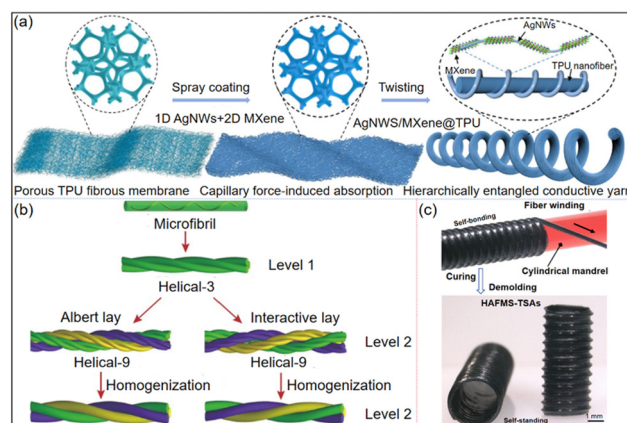 (a)
AgNWs
Spray coating
Twisting
MXene
TPU nanofiber
1D AgNWs+2D MXene
AgNWS/MXene@TPU
Porous TPU fibrous membrane
Capillary force-induced absorption
Hierarchically entangled conductive yarn
(b)
Microfibril
Level 1
Helical-3
Albert lay
Interactive lay
Level 2
Helical-9
Helical-9
Homogenization
Homogenization
Level 2
(c)
Fiber winding
Self-bonding
Curing
Cylindrical mandrel
Demolding
HAFMS-TSAs
Self-standing
1 mm